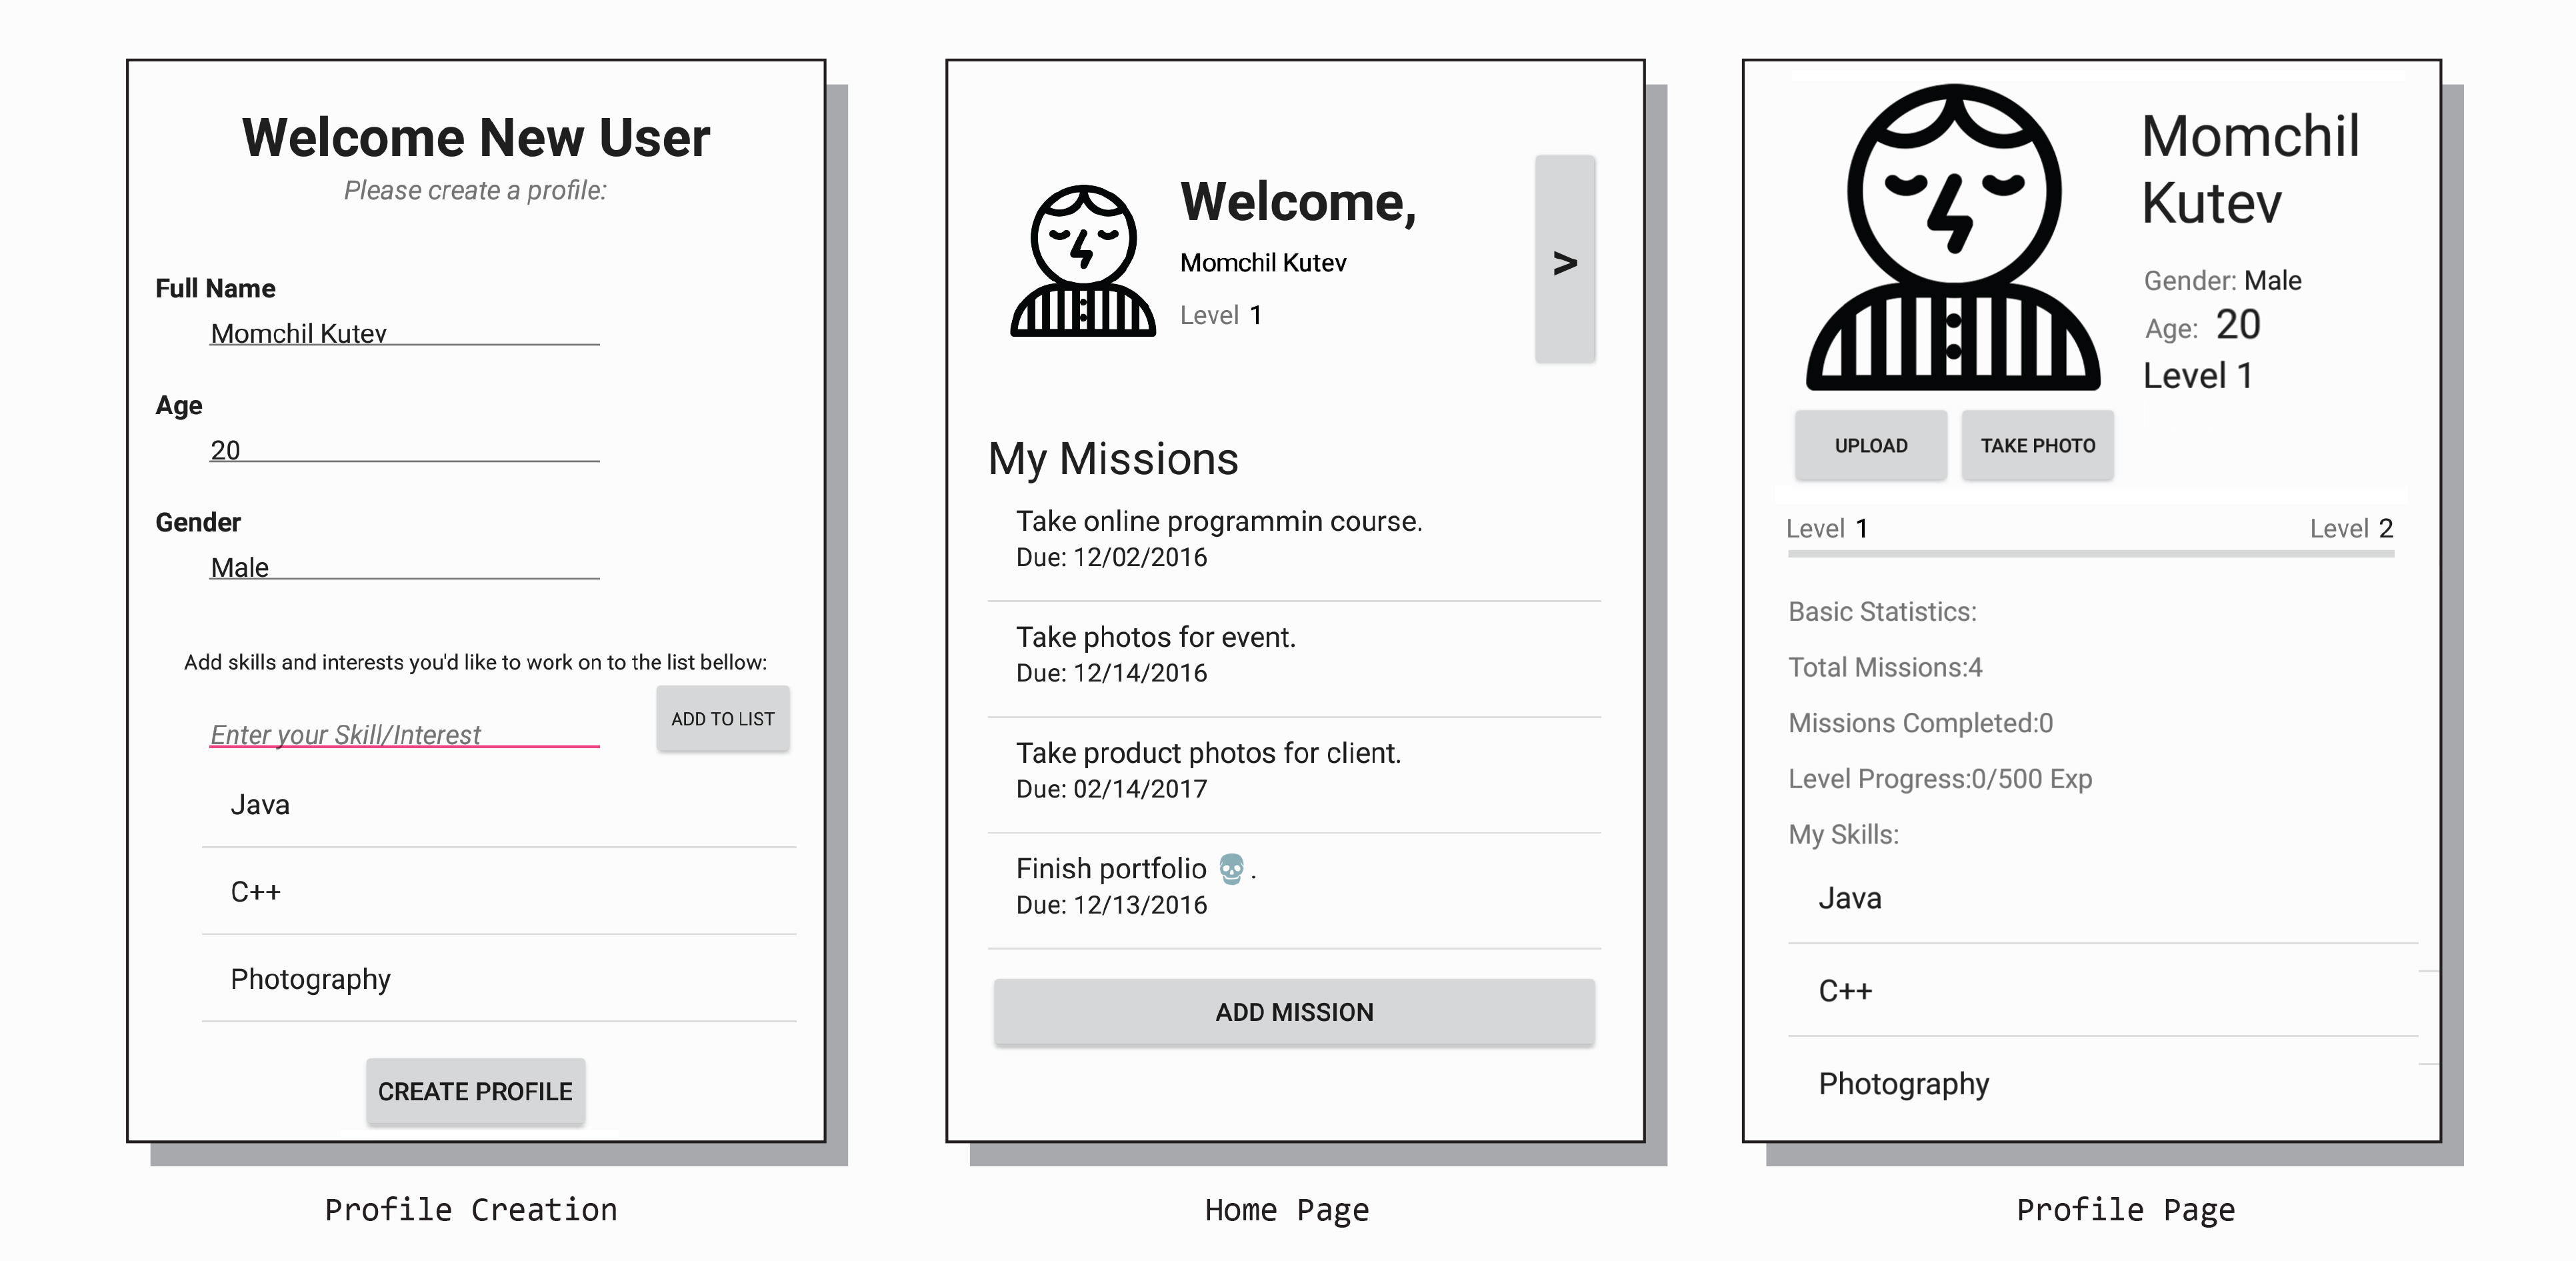 Welcome New User
Please create a profile:
Full Name
Momchil Kutev
Age
20
Gender
Male
Add skills and interests you'd like to work on to the list bellow:
Enter your Skill/Interest
ADD TO LIST
Java
C++
Photography
CREATE PROFILE
Profile Creation
Welcome,
Momchil Kutev
Level 1
>
My Missions
Take online programmin course.
Due: 12/02/2016
Take photos for event.
Due: 12/14/2016
Take product photos for client.
Due: 02/14/2017
Finish portfolio 💀.
Due: 12/13/2016
ADD MISSION
Home Page
Momchil
Kutev
Gender: Male
Age: 20
Level 1
UPLOAD
TAKE PHOTO
Level 1
Level 2
Basic Statistics:
Total Missions:4
Missions Completed:0
Level Progress:0/500 Exp
My Skills:
Java
C++
Photography
Profile Page